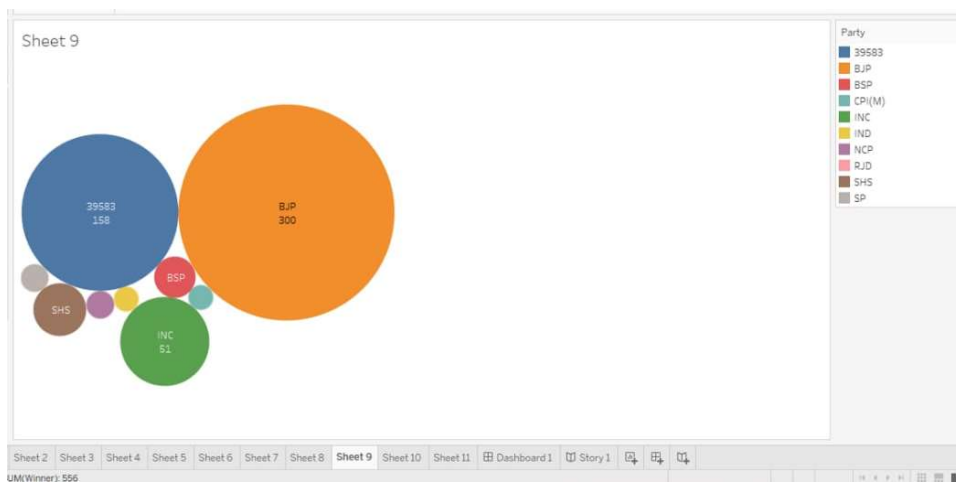 Sheet 9
39583
158
BJP
300
BSP
SHS
INC
51
Party
39583
BJP
BSP
CPI(M)
INC
IND
NCP
RJD
SHS
SP
Sheet 2 Sheet 3 Sheet 4 Sheet 5 Sheet 6 Sheet 7 Sheet 8 Sheet 9 Sheet 10 Sheet 11 Dashboard 1 Story 1
UM(Winner): 556